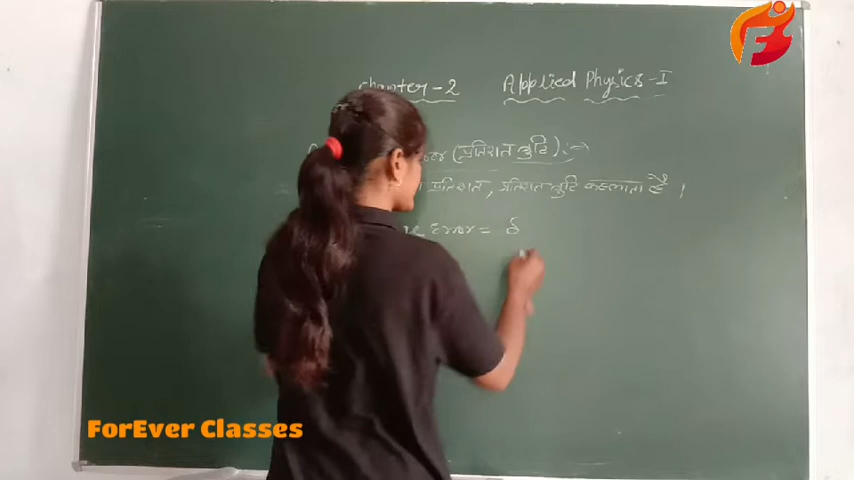 chapter-2 Applied Physics-I
(प्रतिशत त्रुटि) :→
प्रतिशत, प्रतिशत त्रुटि कहलाता है।
Error = δ
ForEver Classes